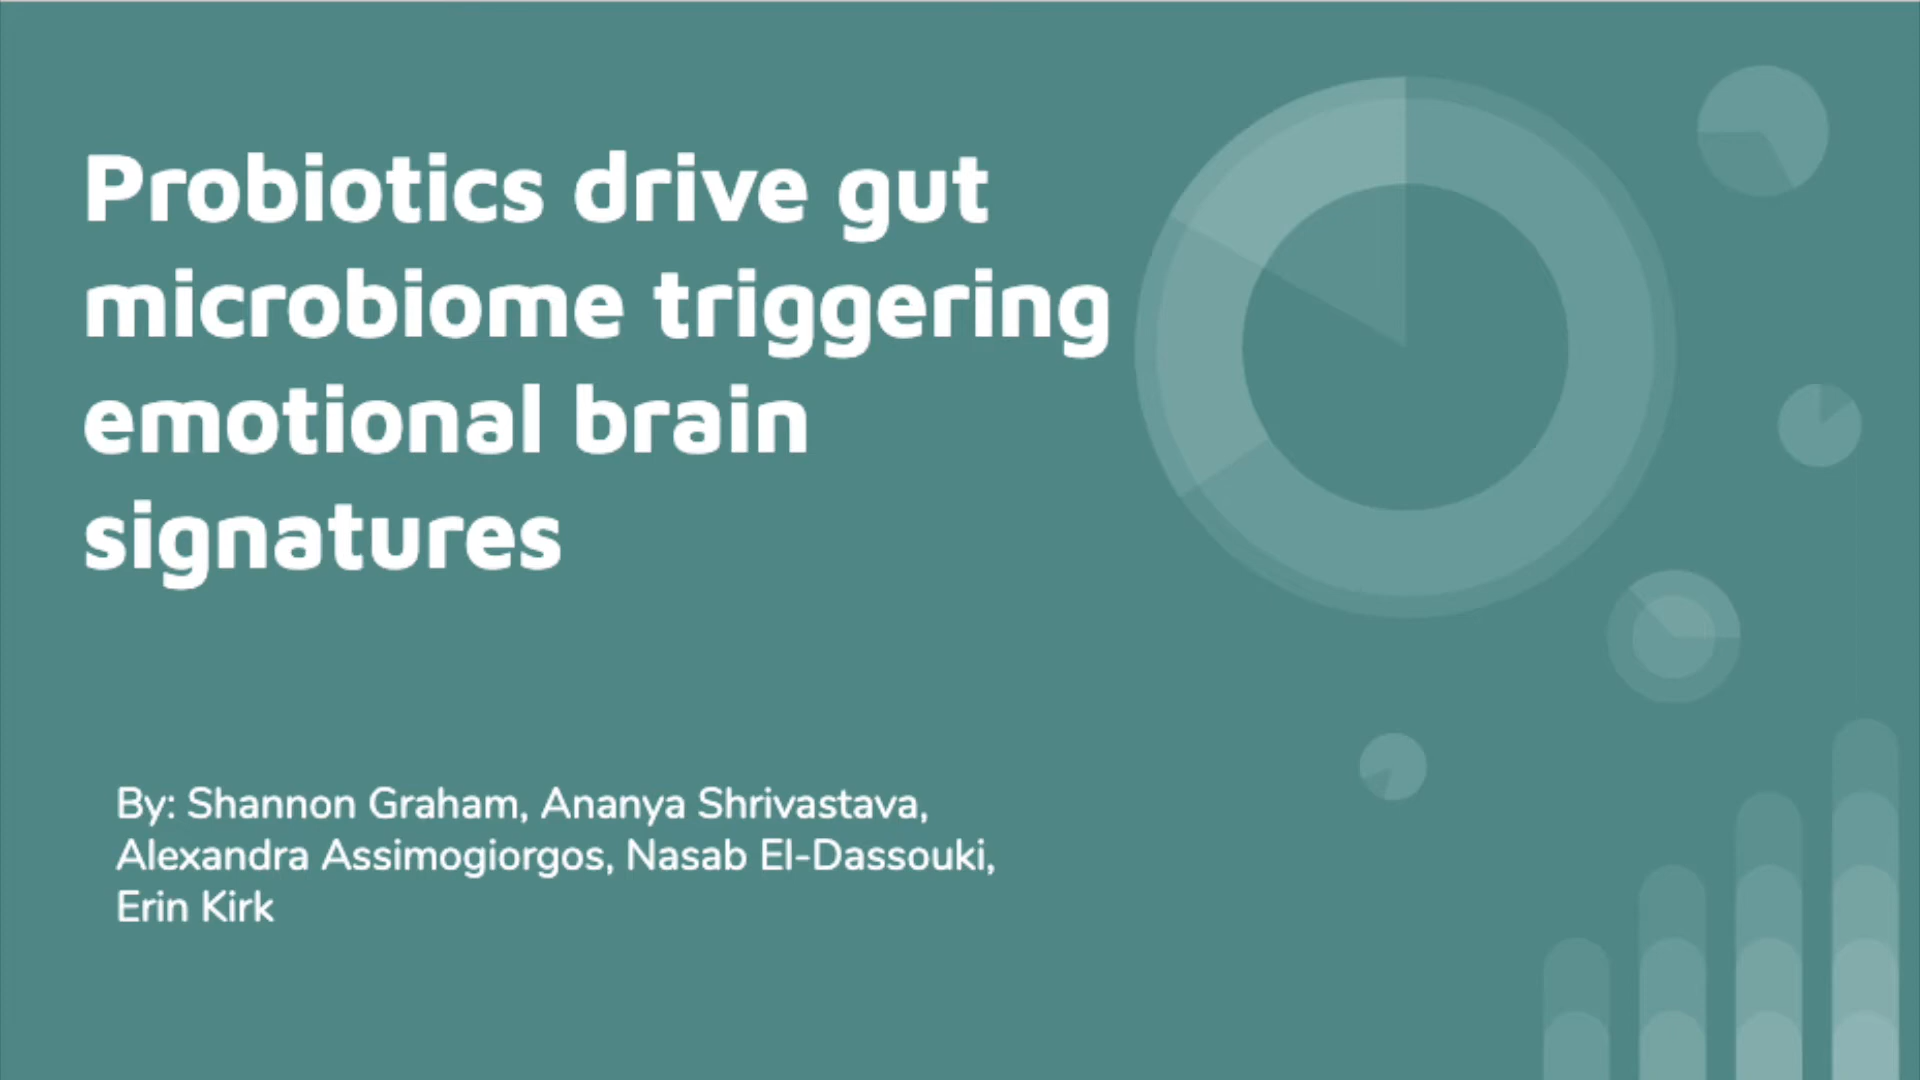 Probiotics drive gut
microbiome triggering
emotional brain
signatures
By: Shannon Graham, Ananya Shrivastava,
Alexandra Assimogiorgos, Nasab El-Dassouki,
Erin Kirk